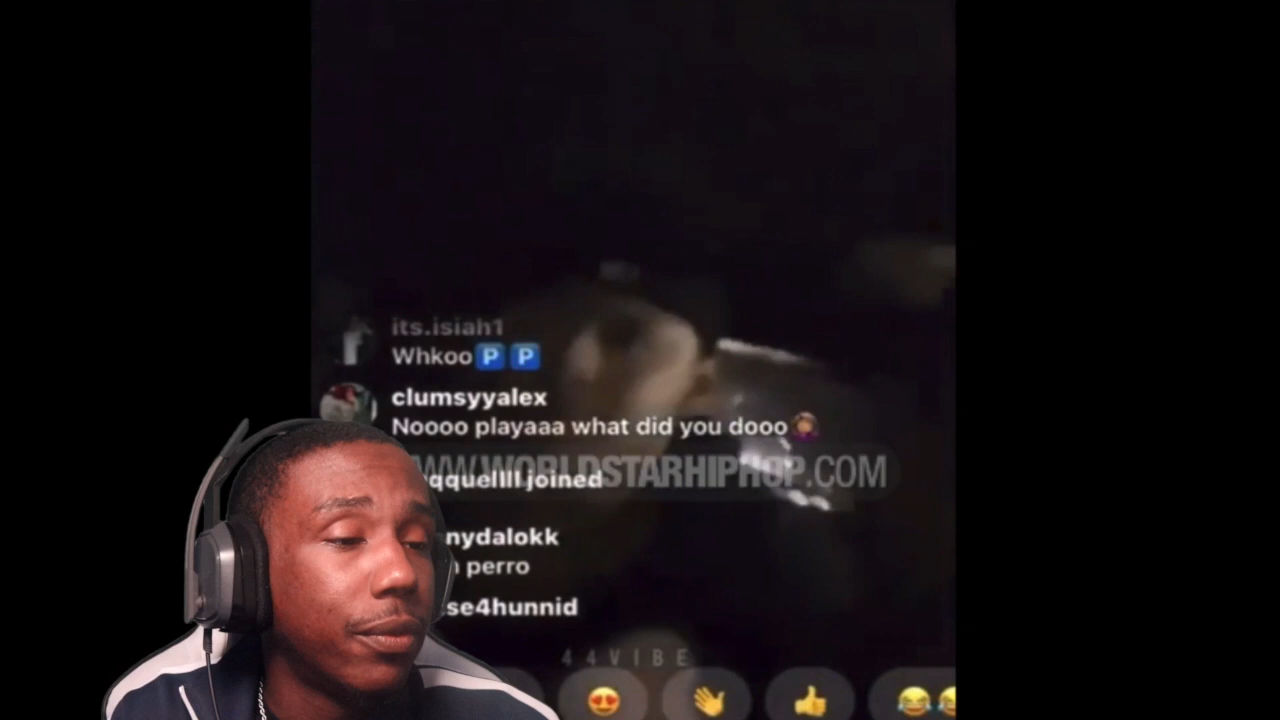 its.isiah1
Whkoo🅿️🅿️
clumsyyalex
Noooo playaaa what did you dooo🤦🏽‍♀️
WWW.WORLDSTARHIPHOP.COM
qquellll joined
nydalokk
perro
se4hunnid
44VIBE